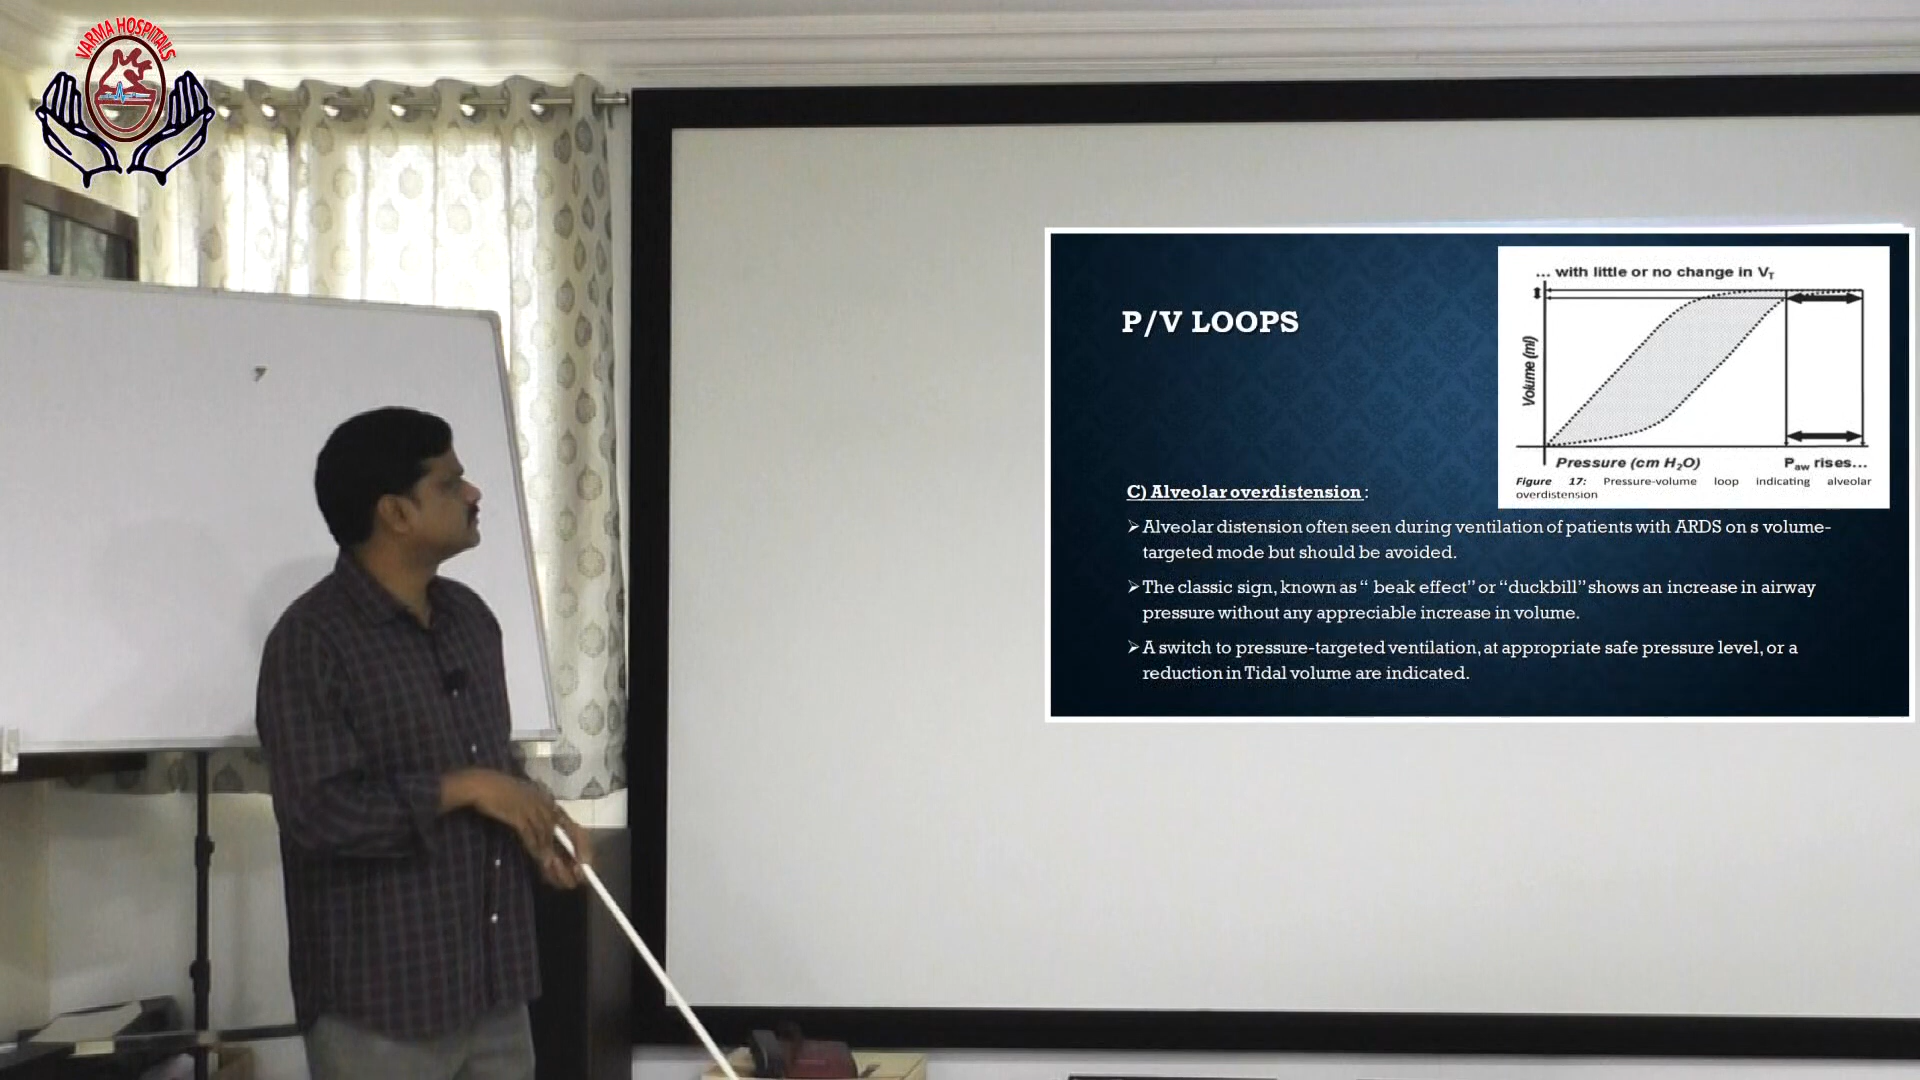 VARMA HOSPITALS
P/V LOOPS
... with little or no change in VT
Volume (ml)
Pressure (cm H2O)
Paw rises...
Figure 17: Pressure-volume loop indicating alveolar
overdistension
C) Alveolar overdistension :
➢ Alveolar distension often seen during ventilation of patients with ARDS on s volume-
targeted mode but should be avoided.
➢ The classic sign, known as “ beak effect” or “duckbill” shows an increase in airway
pressure without any appreciable increase in volume.
➢ A switch to pressure-targeted ventilation, at appropriate safe pressure level, or a
reduction in Tidal volume are indicated.